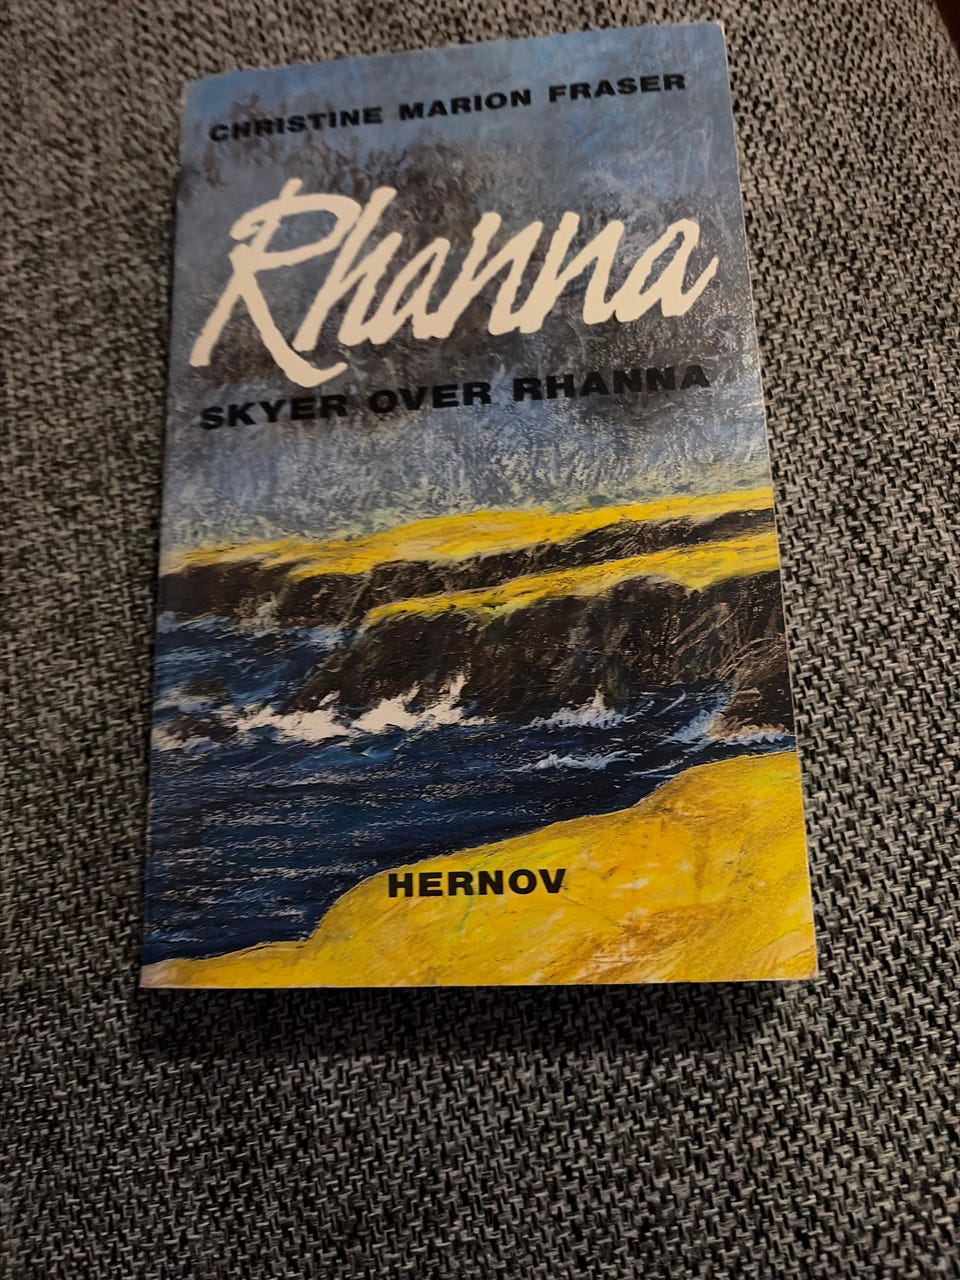 CHRISTINE MARION FRASER
Rhanna
SKYER OVER RHANNA
HERNOV